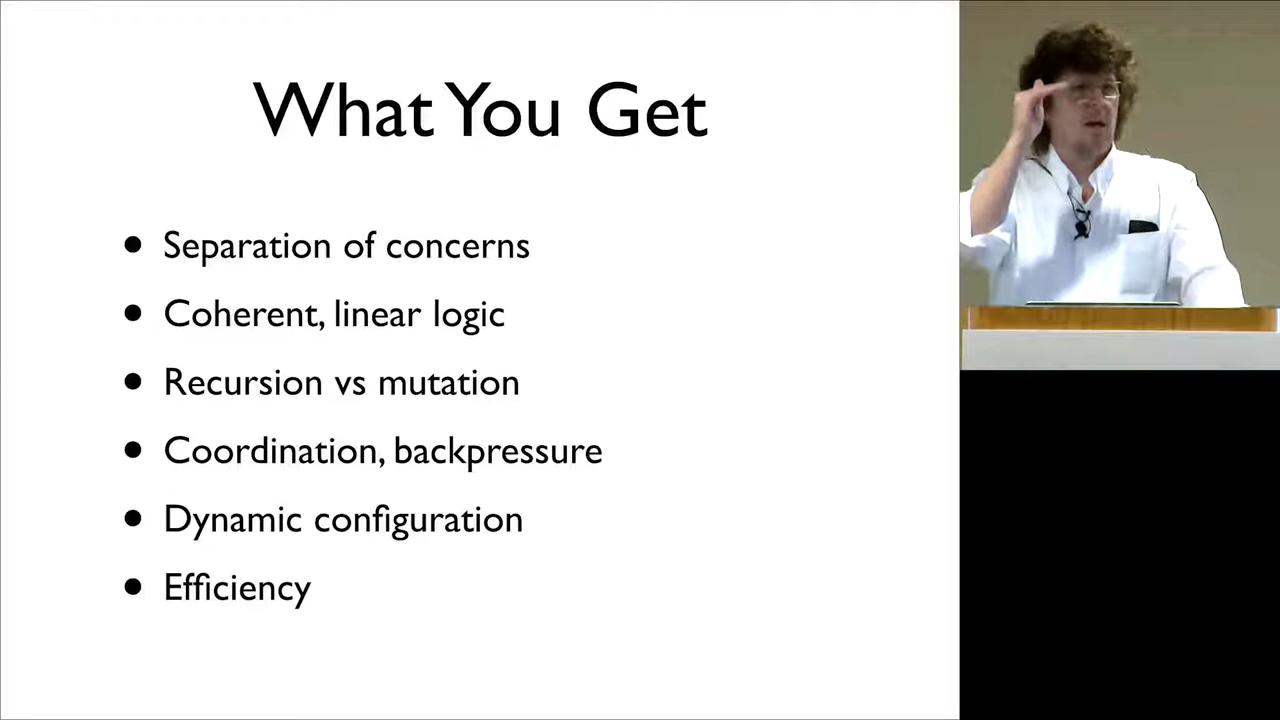 What You Get
• Separation of concerns
• Coherent, linear logic
• Recursion vs mutation
• Coordination, backpressure
• Dynamic configuration
• Efficiency